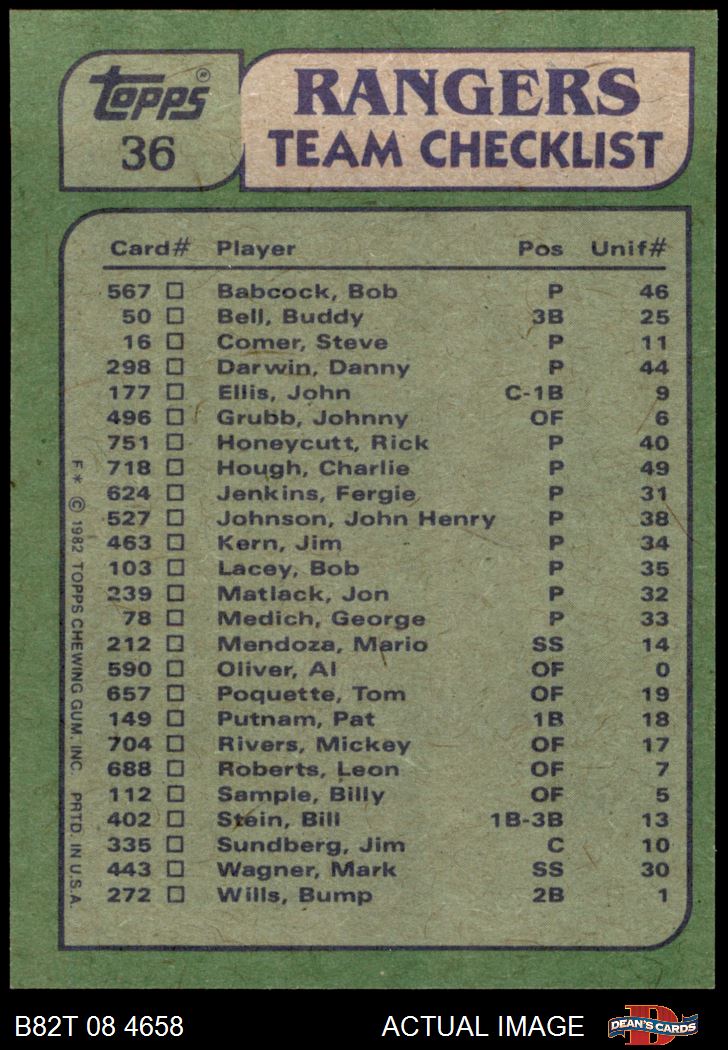 Topps®
36
RANGERS
TEAM CHECKLIST
Card# Player Pos Unif#
567 Babcock, Bob P 46
50 Bell, Buddy 3B 25
16 Comer, Steve P 11
298 Darwin, Danny P 44
177 Ellis, John C-1B 9
496 Grubb, Johnny OF 6
751 Honeycutt, Rick P 40
718 Hough, Charlie P 49
624 Jenkins, Fergie P 31
527 Johnson, John Henry P 38
463 Kern, Jim P 34
103 Lacey, Bob P 35
239 Matlack, Jon P 32
78 Medich, George P 33
212 Mendoza, Mario SS 14
590 Oliver, Al OF 0
657 Poquette, Tom OF 19
149 Putnam, Pat 1B 18
704 Rivers, Mickey OF 17
688 Roberts, Leon OF 7
112 Sample, Billy OF 5
402 Stein, Bill 1B-3B 13
335 Sundberg, Jim C 10
443 Wagner, Mark SS 30
272 Wills, Bump 2B 1
F* © 1982 TOPPS CHEWING GUM, INC. PRTD. IN U.S.A.
B82T 08 4658 ACTUAL IMAGE DEAN'S CARDS